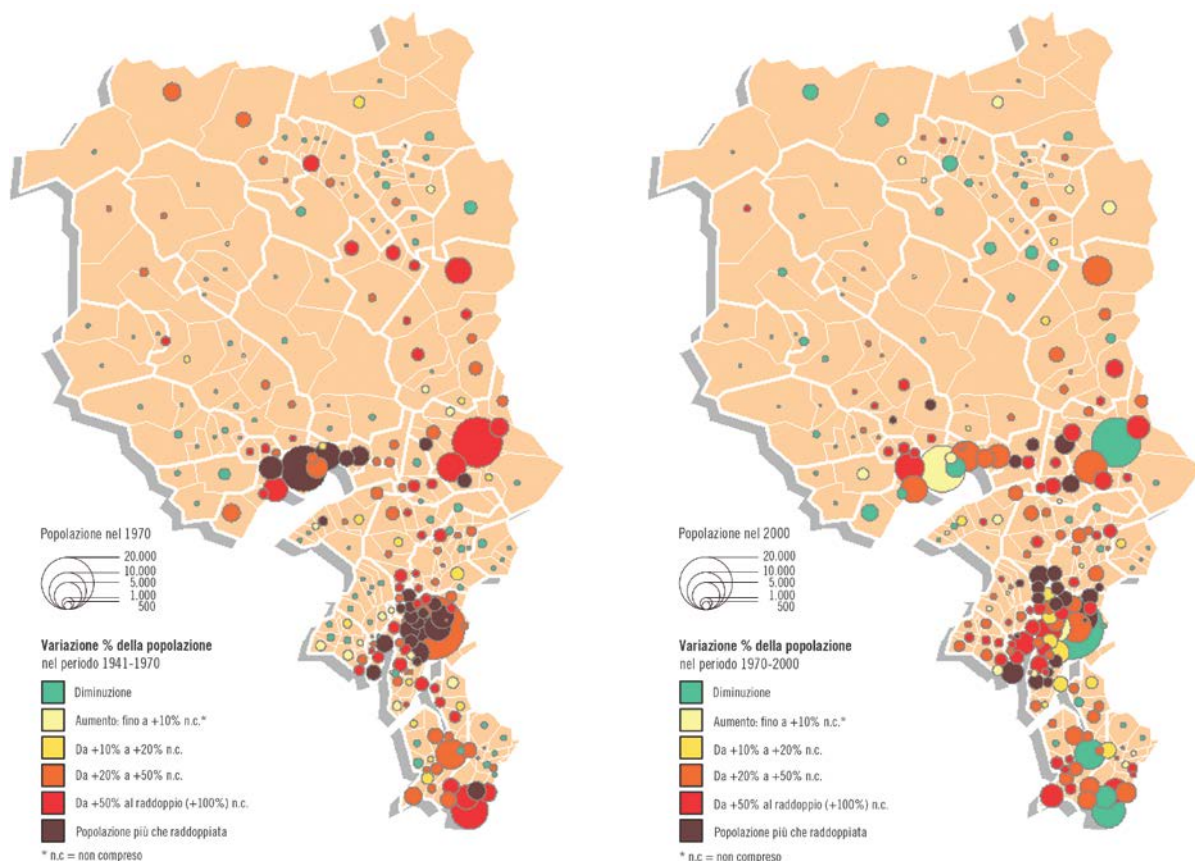 Popolazione nel 1970
20.000
10.000
5.000
1.000
500
Variazione % della popolazione
nel periodo 1941-1970
Diminuzione
Aumento: fino a +10% n.c.*
Da +10% a +20% n.c.
Da +20% a +50% n.c.
Da +50% al raddoppio (+100%) n.c.
Popolazione più che raddoppiata
* n.c = non compreso
Popolazione nel 2000
20.000
10.000
5.000
1.000
500
Variazione % della popolazione
nel periodo 1970-2000
Diminuzione
Aumento: fino a +10% n.c.*
Da +10% a +20% n.c.
Da +20% a +50% n.c.
Da +50% al raddoppio (+100%) n.c.
Popolazione più che raddoppiata
* n.c = non compreso